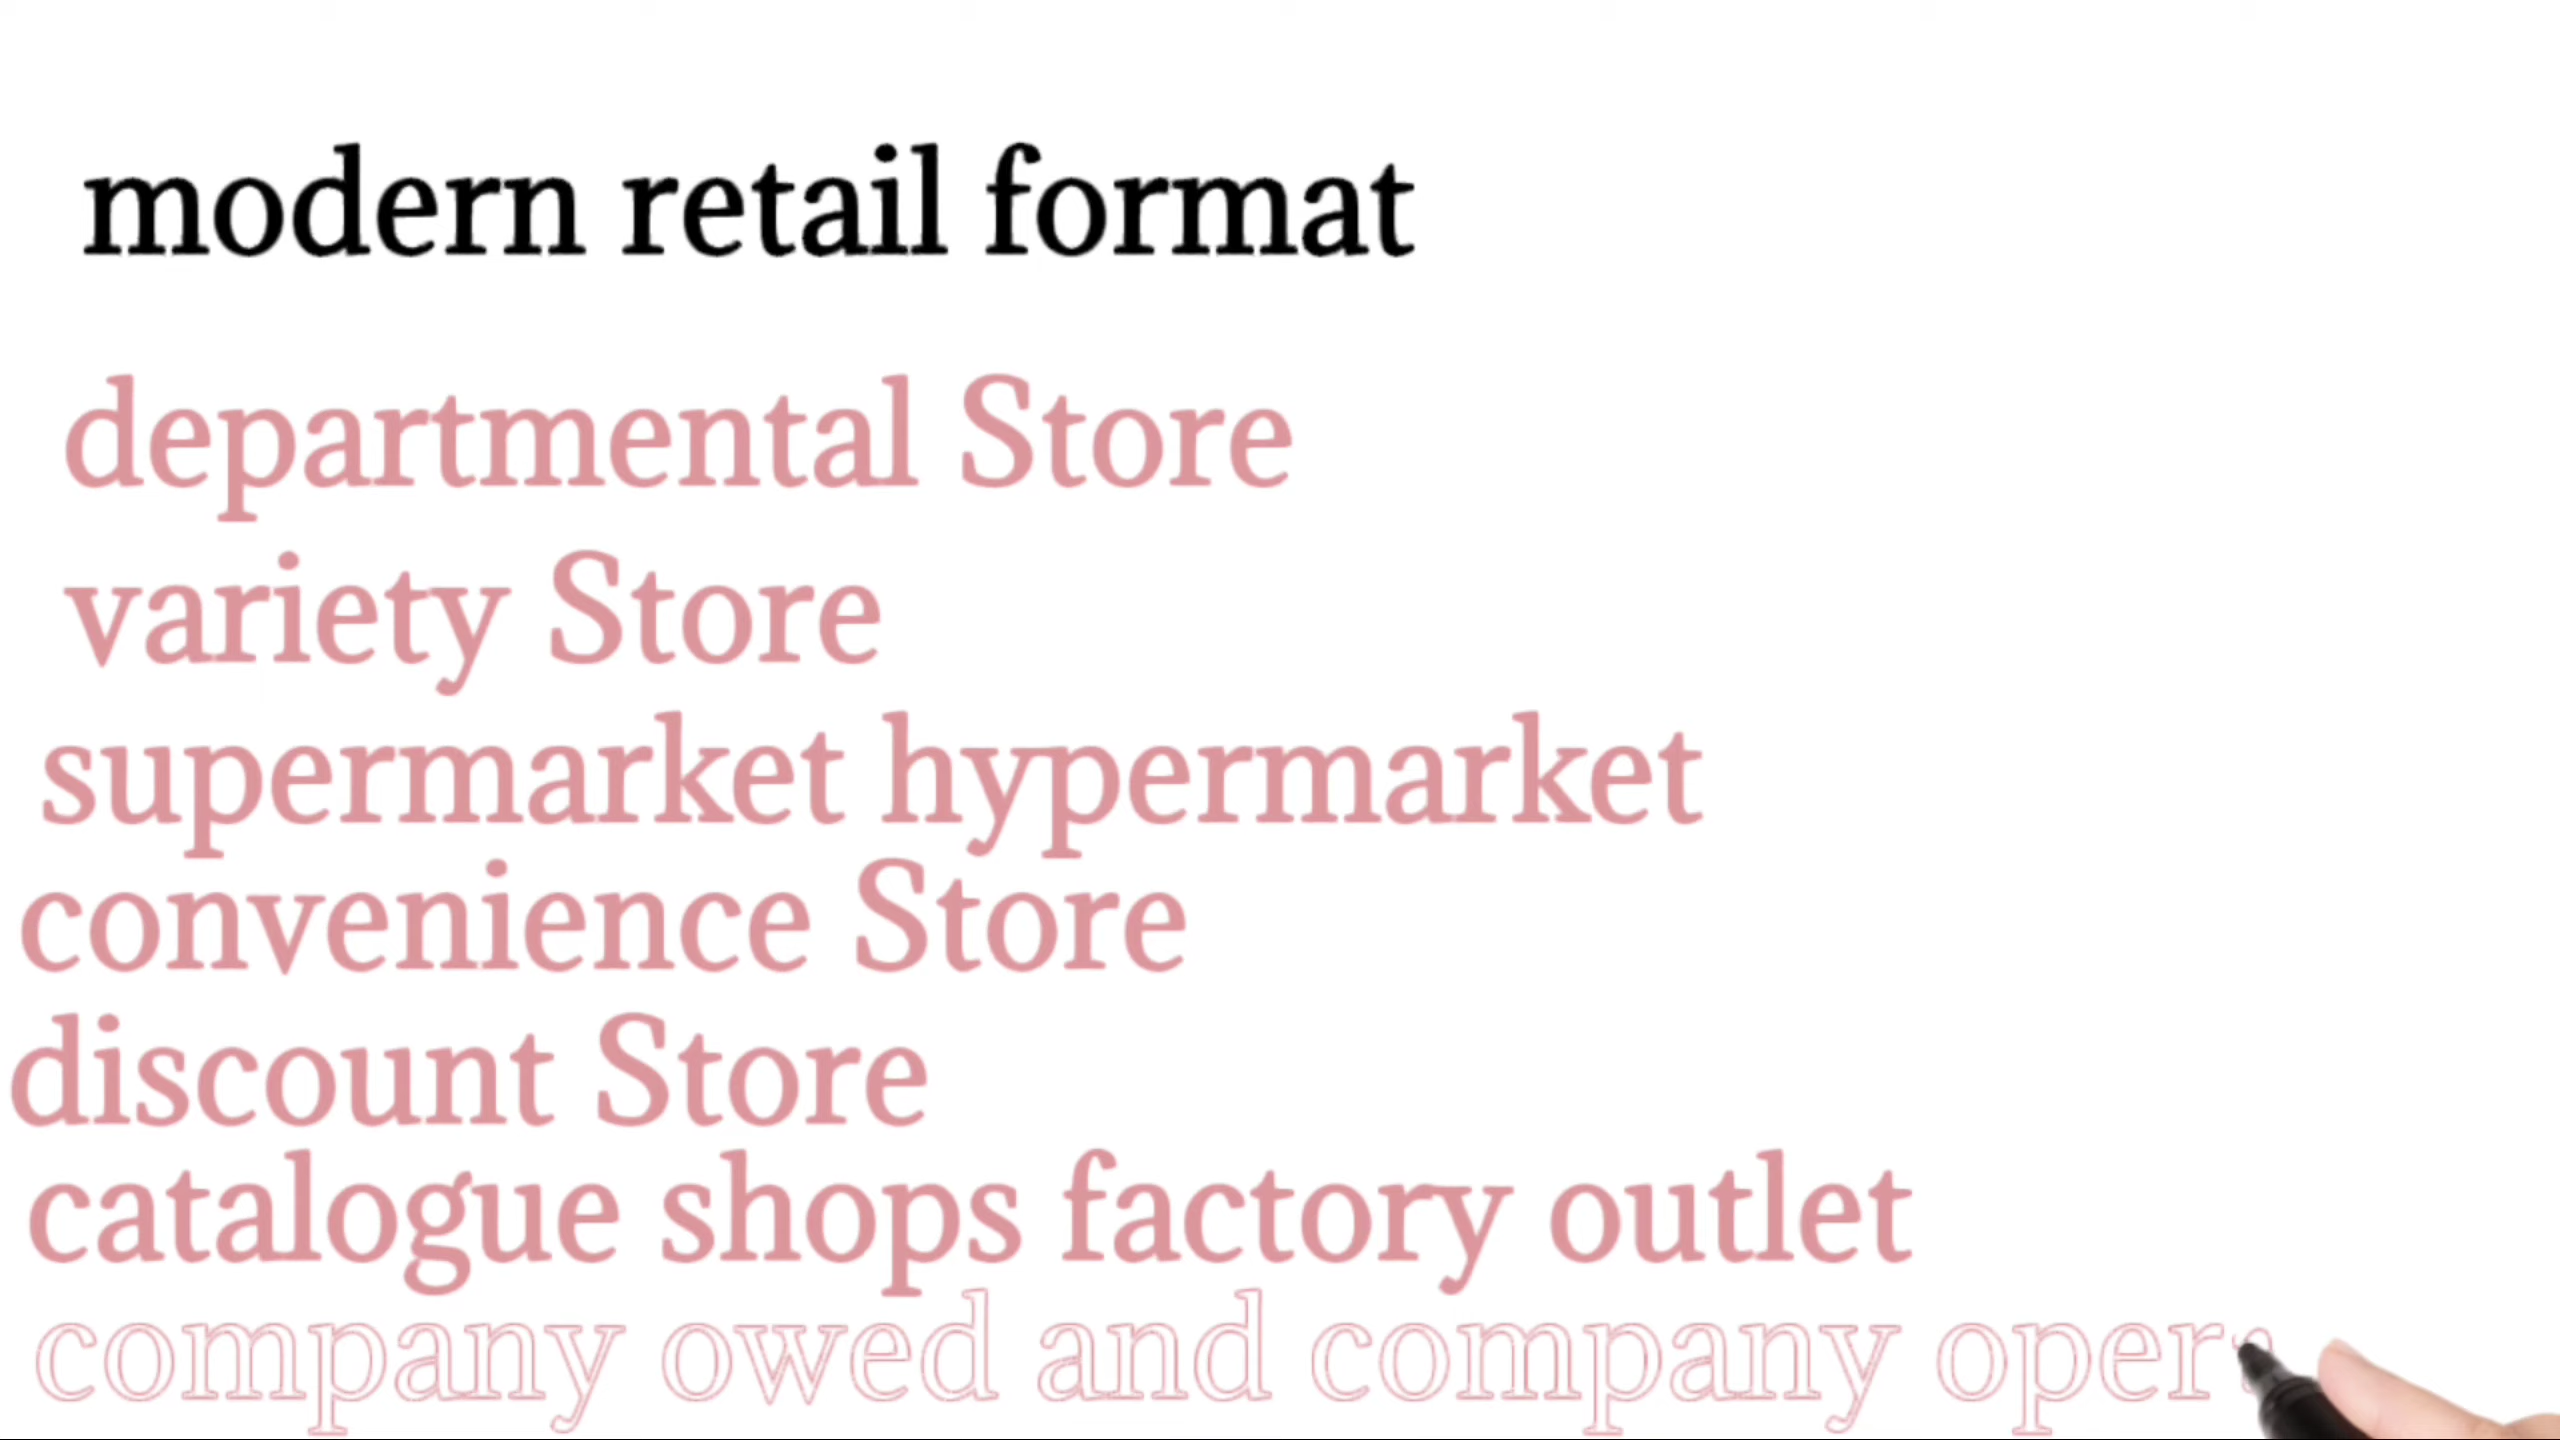 modern retail format
departmental Store
variety Store
supermarket hypermarket
convenience Store
discount Store
catalogue shops factory outlet
company owed and company oper